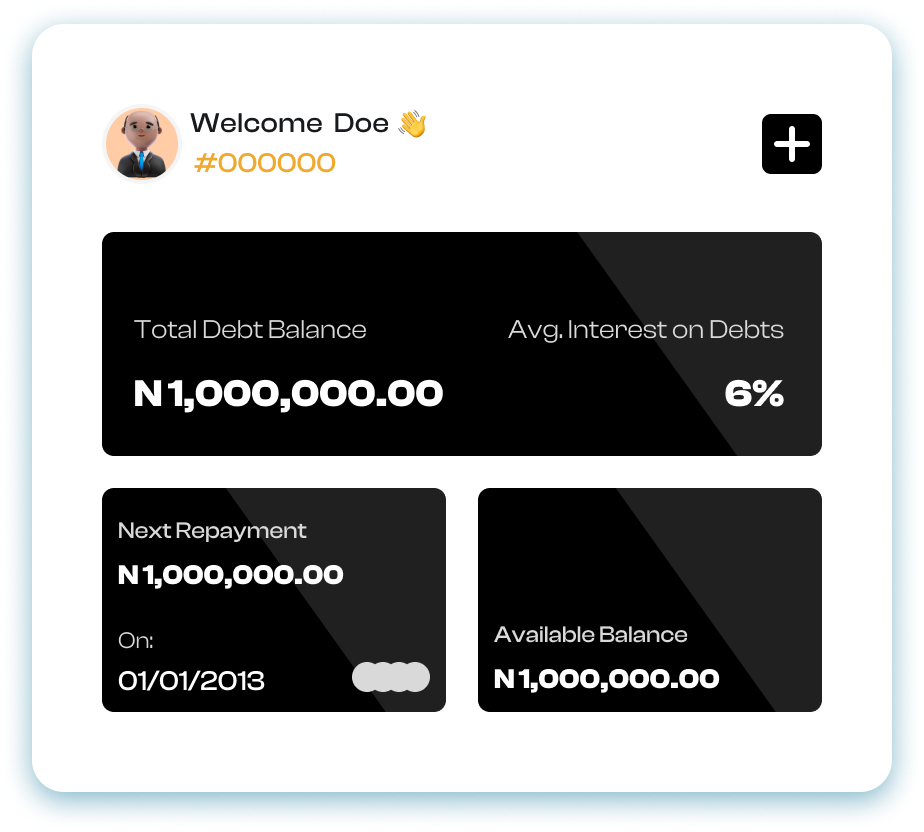 Welcome Doe 👋
#000000
Total Debt Balance
Avg. Interest on Debts
N1,000,000.00
6%
Next Repayment
N1,000,000.00
On:
01/01/2013
Available Balance
N1,000,000.00